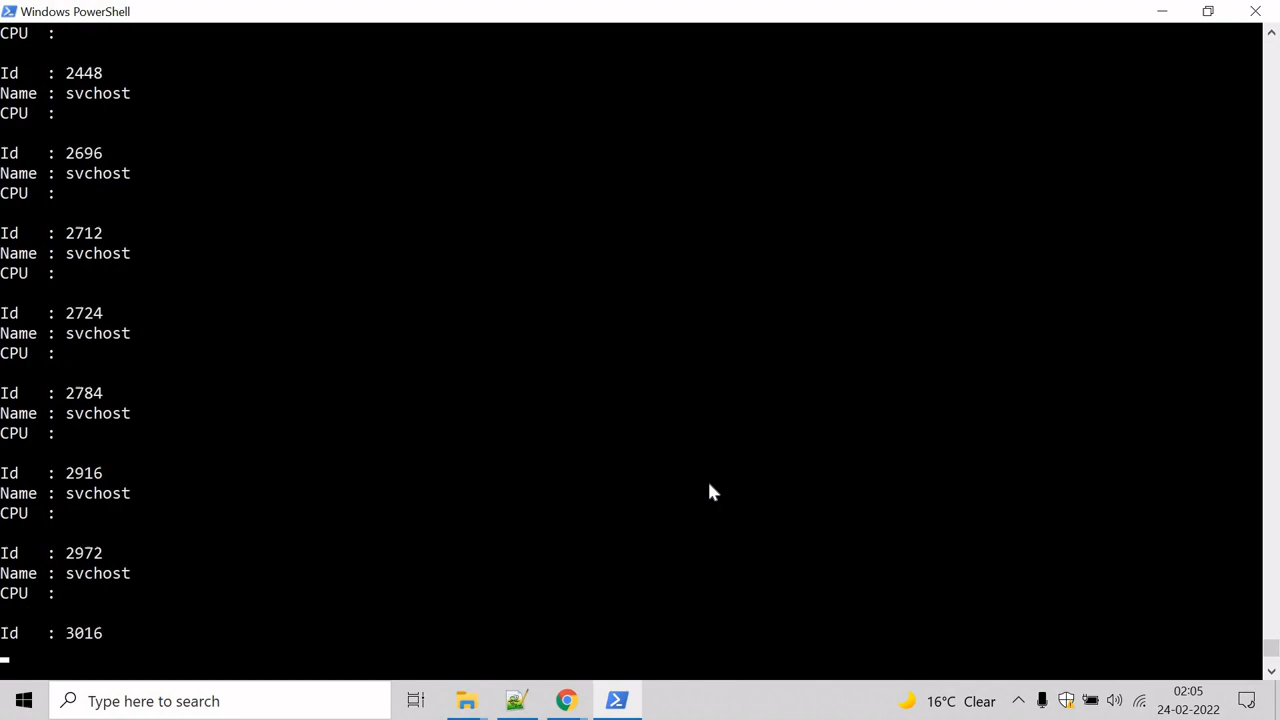 Windows PowerShell
CPU  :
Id   : 2448
Name : svchost
CPU  :
Id   : 2696
Name : svchost
CPU  :
Id   : 2712
Name : svchost
CPU  :
Id   : 2724
Name : svchost
CPU  :
Id   : 2784
Name : svchost
CPU  :
Id   : 2916
Name : svchost
CPU  :
Id   : 2972
Name : svchost
CPU  :
Id   : 3016
Type here to search
16°C Clear
02:05
24-02-2022